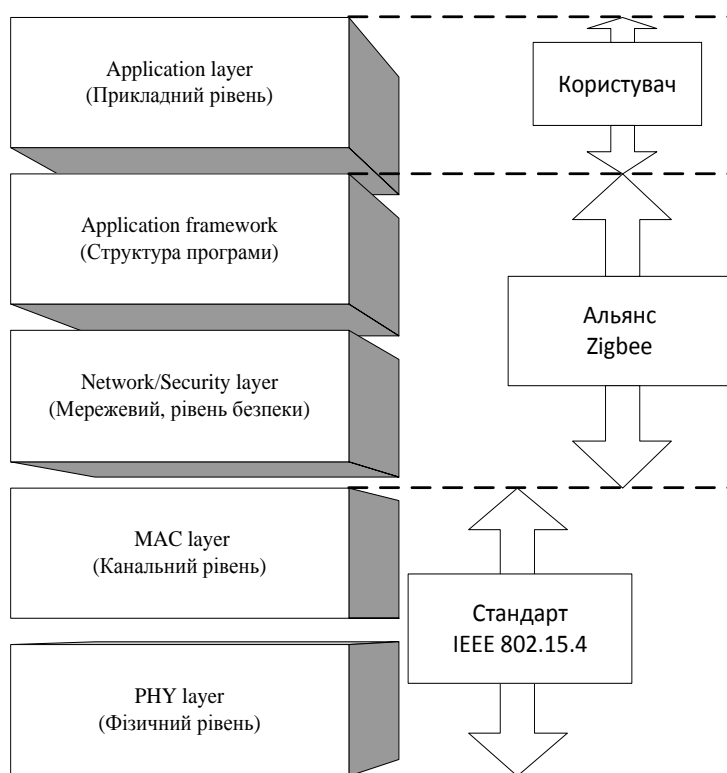 Application layer
(Прикладний рівень)
Користувач
Application framework
(Структура програми)
Альянс
Zigbee
Network/Security layer
(Мережевий, рівень безпеки)
MAC layer
(Канальний рівень)
Стандарт
IEEE 802.15.4
PHY layer
(Фізичний рівень)